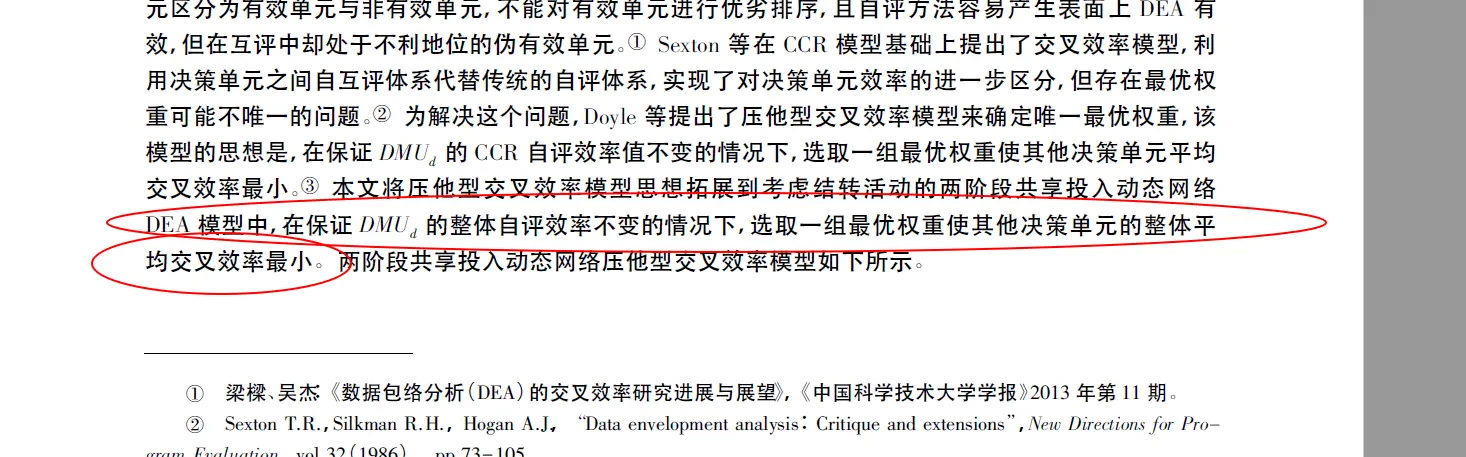 元区分为有效单元与非有效单元,不能对有效单元进行优劣排序,且自评方法容易产生表面上 DEA 有
效,但在互评中却处于不利地位的伪有效单元。① Sexton 等在 CCR 模型基础上提出了交叉效率模型,利
用决策单元之间自互评体系代替传统的自评体系,实现了对决策单元效率的进一步区分,但存在最优权
重可能不唯一的问题。② 为解决这个问题,Doyle 等提出了压他型交叉效率模型来确定唯一最优权重,该
模型的思想是,在保证 DMU_d 的 CCR 自评效率值不变的情况下,选取一组最优权重使其他决策单元平均
交叉效率最小。③ 本文将压他型交叉效率模型思想拓展到考虑结转活动的两阶段共享投入动态网络
DEA 模型中,在保证 DMU_d 的整体自评效率不变的情况下,选取一组最优权重使其他决策单元的整体平
均交叉效率最小。两阶段共享投入动态网络压他型交叉效率模型如下所示。
① 梁樑、吴杰:《数据包络分析(DEA)的交叉效率研究进展与展望》,《中国科学技术大学学报》2013 年第 11 期。
② Sexton T.R.,Silkman R.H., Hogan A.J., “Data envelopment analysis: Critique and extensions”,New Directions for Pro-
gram Evaluation, vol.32(1986), pp.73-105.